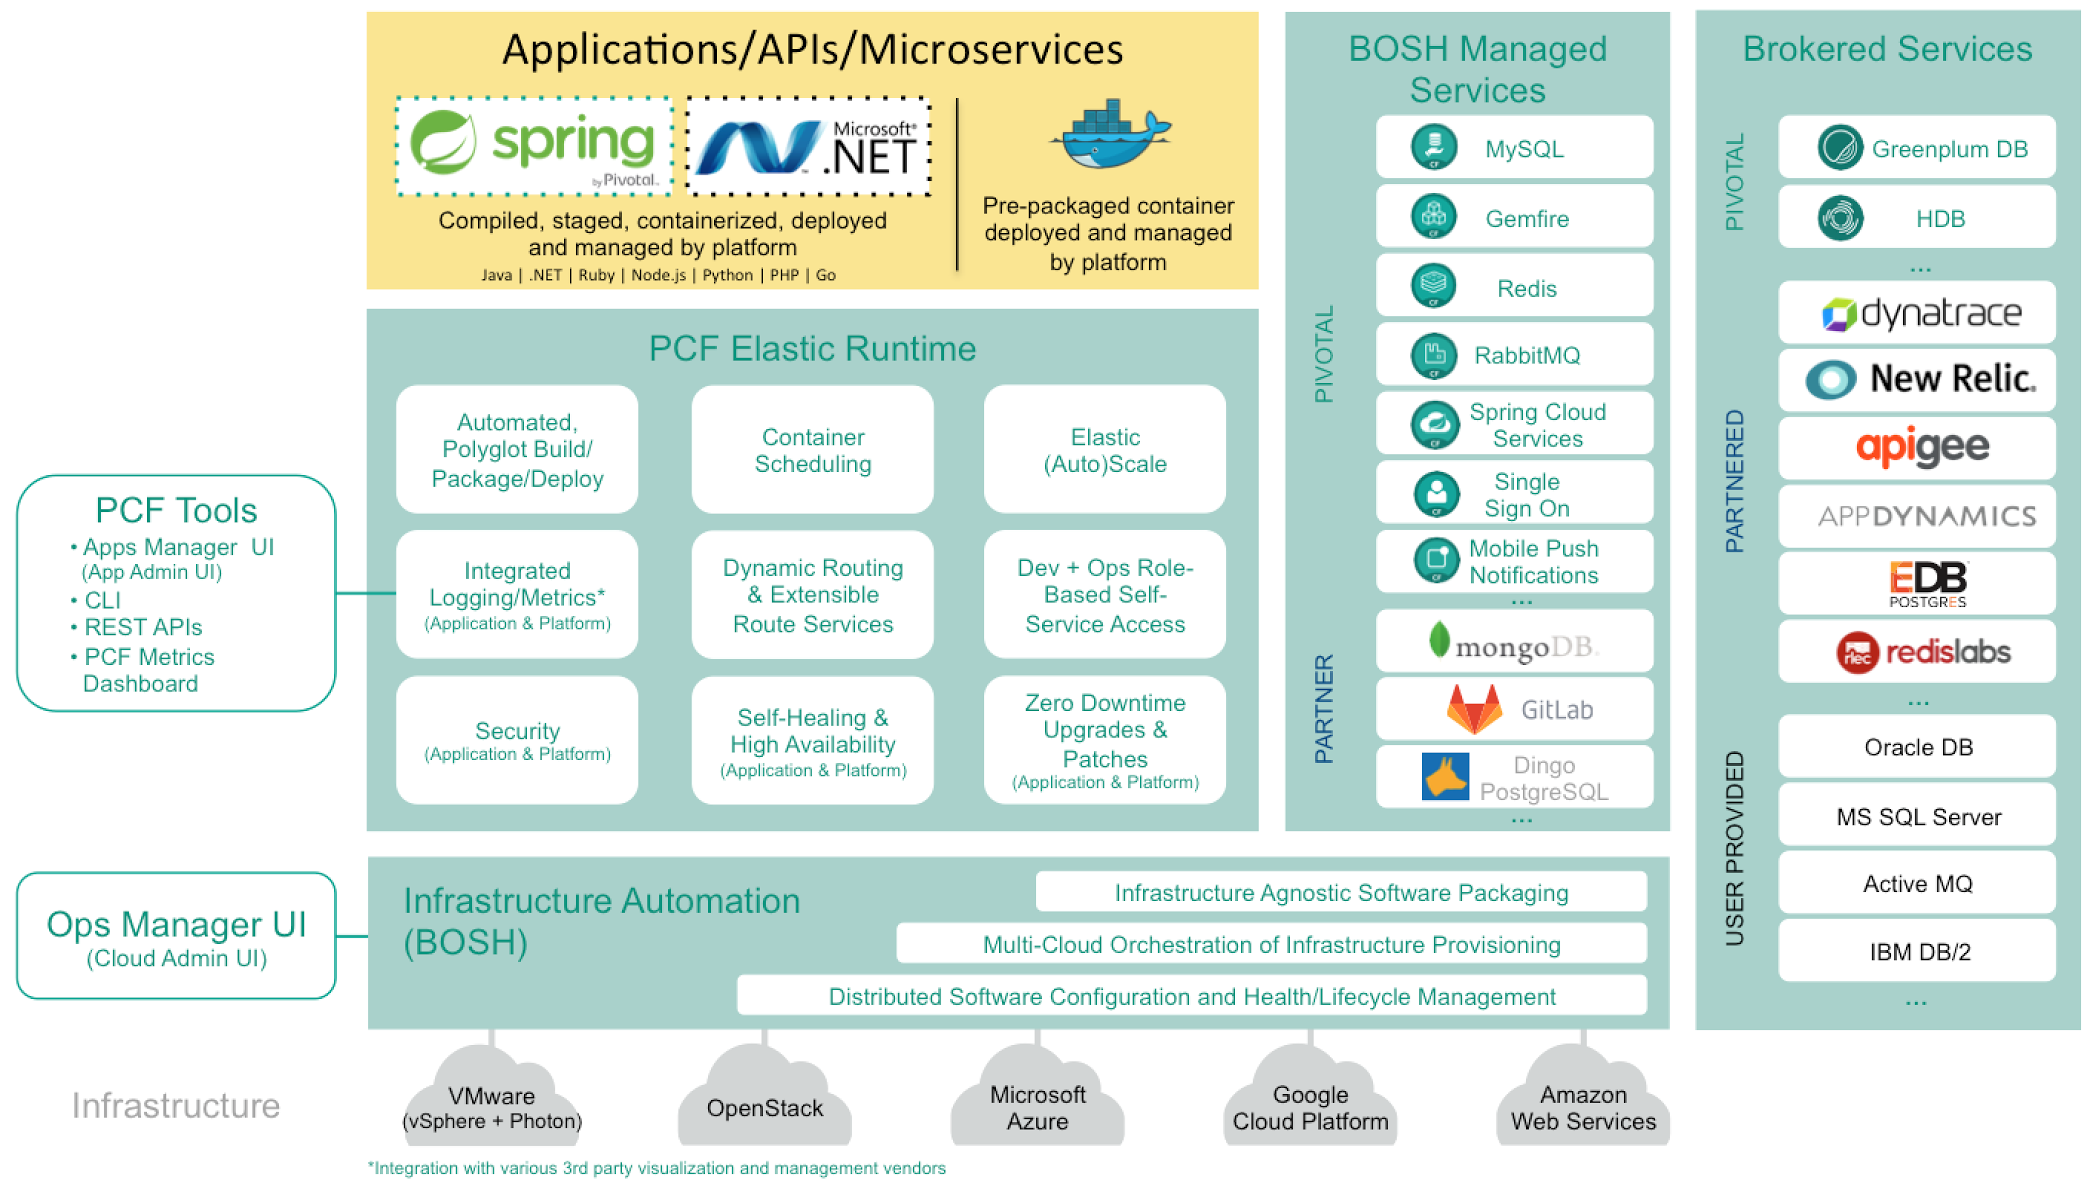 Applications/APIs/Microservices
spring
by Pivotal
Microsoft®
.NET
Compiled, staged, containerized, deployed
and managed by platform
Java | .NET | Ruby | Node.js | Python | PHP | Go
Pre-packaged container
deployed and managed
by platform
PCF Elastic Runtime
Automated,
Polyglot Build/
Package/Deploy
Container
Scheduling
Elastic
(Auto)Scale
Integrated
Logging/Metrics*
(Application & Platform)
Dynamic Routing
& Extensible
Route Services
Dev + Ops Role-
Based Self-
Service Access
Security
(Application & Platform)
Self-Healing &
High Availability
(Application & Platform)
Zero Downtime
Upgrades &
Patches
(Application & Platform)
PCF Tools
• Apps Manager UI
(App Admin UI)
• CLI
• REST APIs
• PCF Metrics
Dashboard
Ops Manager UI
(Cloud Admin UI)
Infrastructure Automation
(BOSH)
Infrastructure Agnostic Software Packaging
Multi-Cloud Orchestration of Infrastructure Provisioning
Distributed Software Configuration and Health/Lifecycle Management
BOSH Managed
Services
PIVOTAL
CF
MySQL
CF
Gemfire
CF
Redis
CF
RabbitMQ
CF
Spring Cloud
Services
CF
Single
Sign On
CF
Mobile Push
Notifications
...
PARTNER
mongoDB
GitLab
Dingo
PostgreSQL
...
Brokered Services
PIVOTAL
Greenplum DB
HDB
...
PARTNERED
dynatrace
New Relic.
apigee
APPDYNAMICS
EDB
POSTGRES
rlec
redislabs
...
USER PROVIDED
Oracle DB
MS SQL Server
Active MQ
IBM DB/2
...
Infrastructure
VMware
(vSphere + Photon)
OpenStack
Microsoft
Azure
Google
Cloud Platform
Amazon
Web Services
*Integration with various 3rd party visualization and management vendors